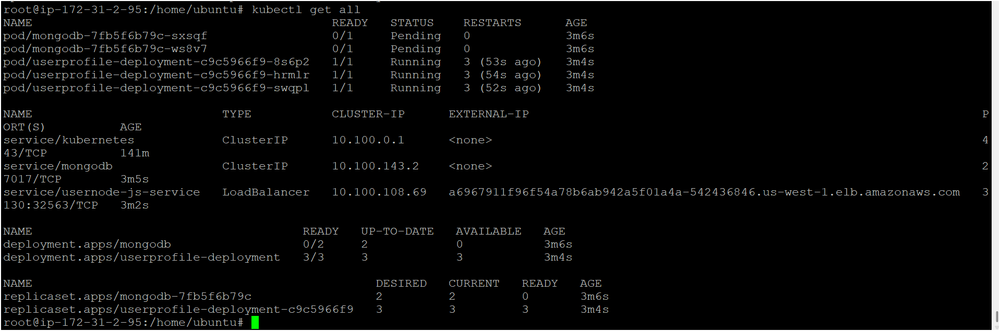 root@ip-172-31-2-95:/home/ubuntu# kubectl get all
NAME READY STATUS RESTARTS AGE
pod/mongodb-7fb5f6b79c-sxsqf 0/1 Pending 0 3m6s
pod/mongodb-7fb5f6b79c-ws8v7 0/1 Pending 0 3m6s
pod/userprofile-deployment-c9c5966f9-8s6p2 1/1 Running 3 (53s ago) 3m4s
pod/userprofile-deployment-c9c5966f9-hrmlr 1/1 Running 3 (54s ago) 3m4s
pod/userprofile-deployment-c9c5966f9-swqpl 1/1 Running 3 (52s ago) 3m4s
NAME TYPE CLUSTER-IP EXTERNAL-IP P
ORT(S) AGE
service/kubernetes ClusterIP 10.100.0.1 <none> 4
43/TCP 141m
service/mongodb ClusterIP 10.100.143.2 <none> 2
7017/TCP 3m5s
service/usernode-js-service LoadBalancer 10.100.108.69 a6967911f96f54a78b6ab942a5f01a4a-542436846.us-west-1.elb.amazonaws.com 3
130:32563/TCP 3m2s
NAME READY UP-TO-DATE AVAILABLE AGE
deployment.apps/mongodb 0/2 2 0 3m6s
deployment.apps/userprofile-deployment 3/3 3 3 3m4s
NAME DESIRED CURRENT READY AGE
replicaset.apps/mongodb-7fb5f6b79c 2 2 0 3m6s
replicaset.apps/userprofile-deployment-c9c5966f9 3 3 3 3m4s
root@ip-172-31-2-95:/home/ubuntu#